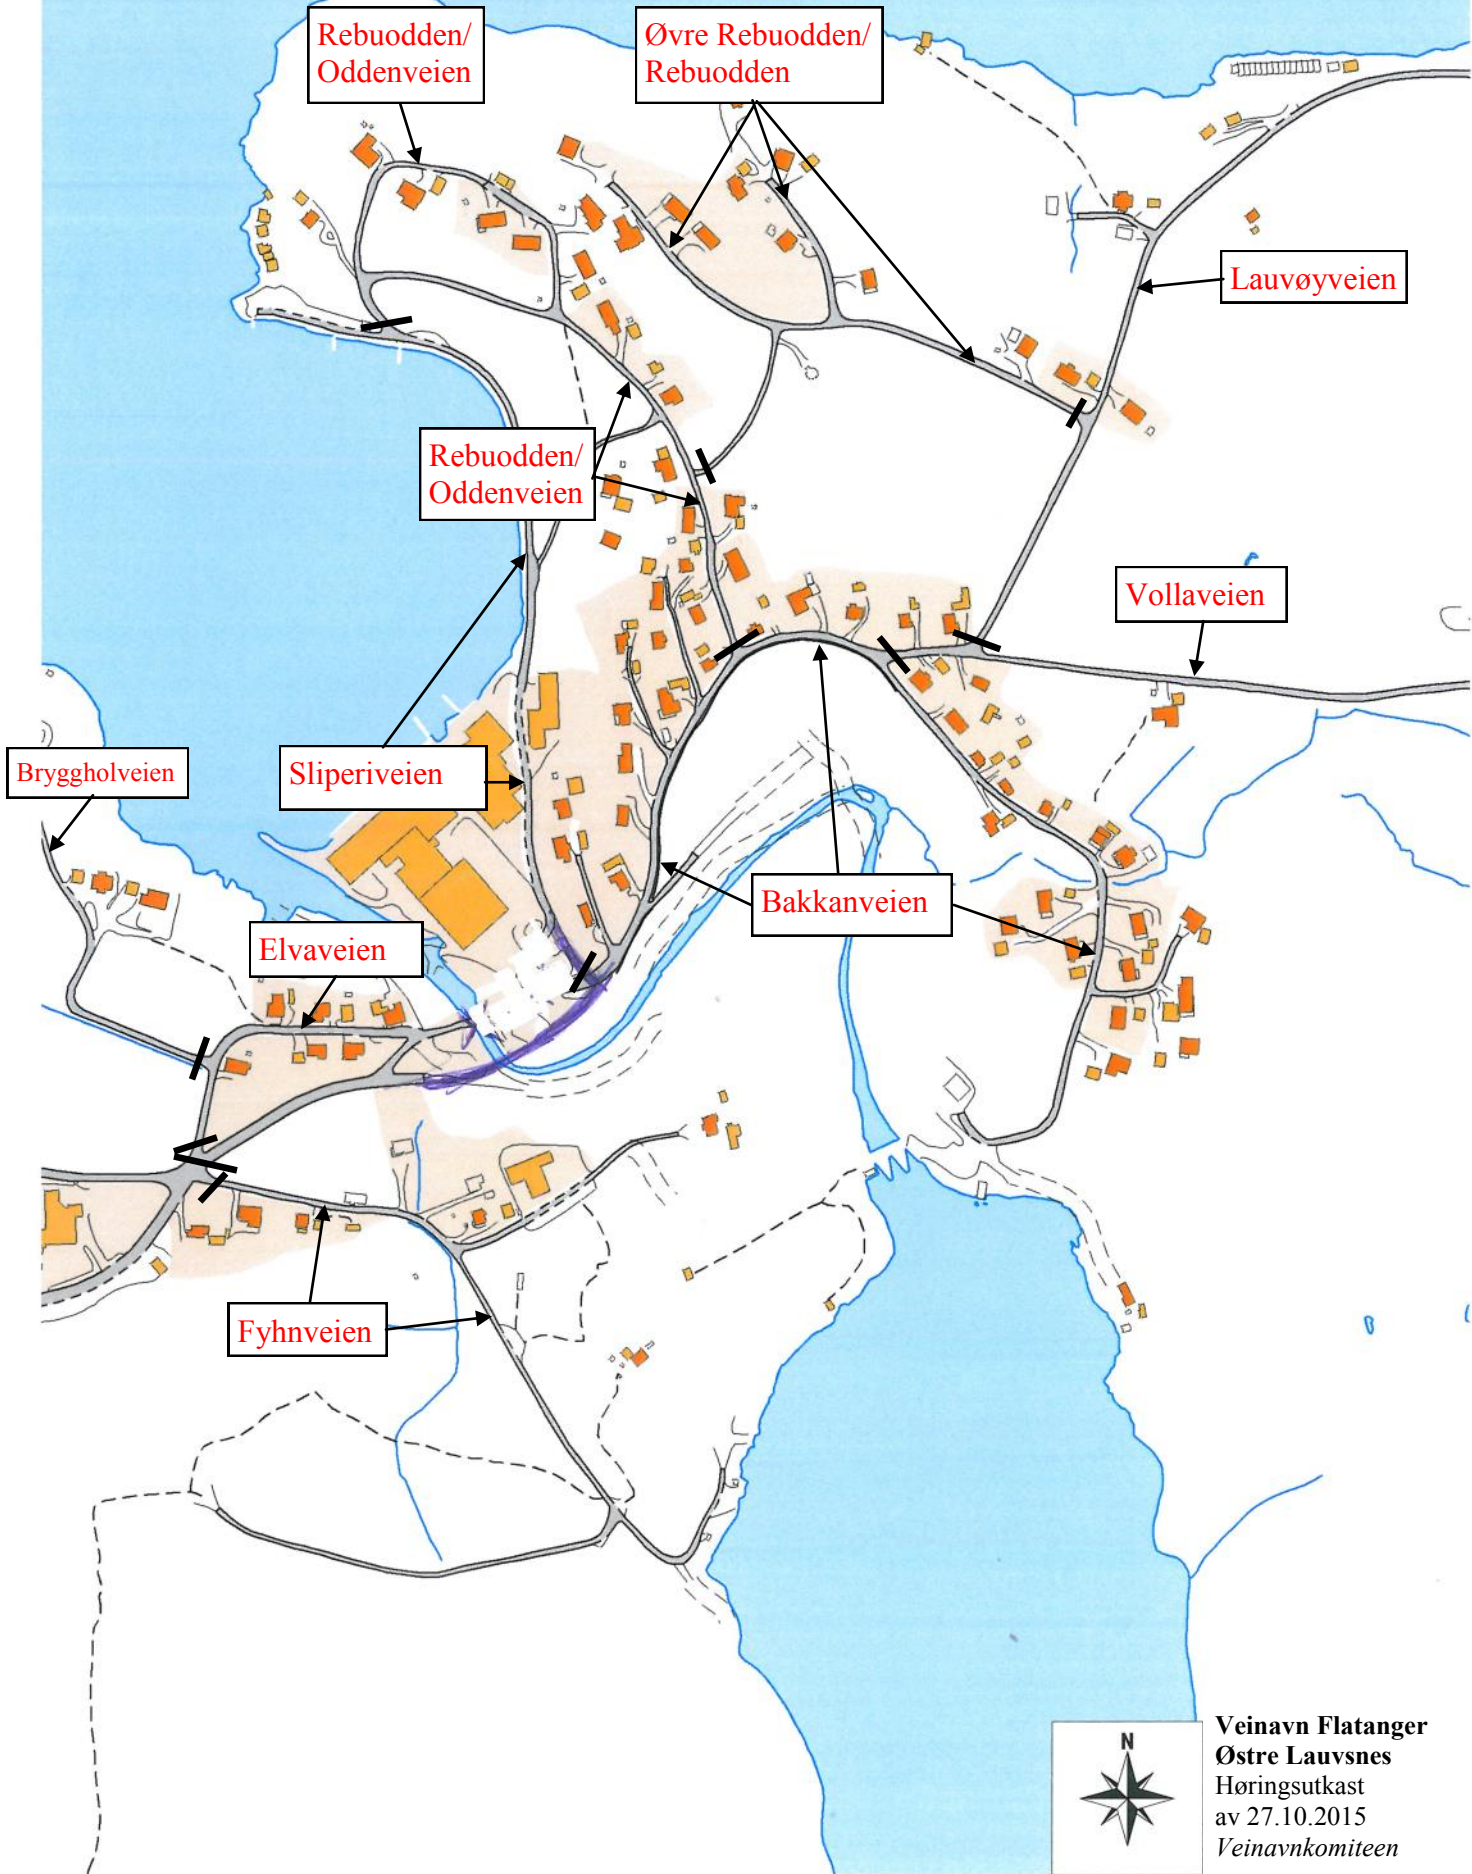 Rebuodden/
Oddenveien
Øvre Rebuodden/
Rebuodden
Lauvøyveien
Rebuodden/
Oddenveien
Vollaveien
Bryggholveien
Sliperiveien
Bakkanveien
Elvaveien
Fyhnveien
N
Veinavn Flatanger
Østre Lauvsnes
Høringsutkast
av 27.10.2015
Veinavnkomiteen